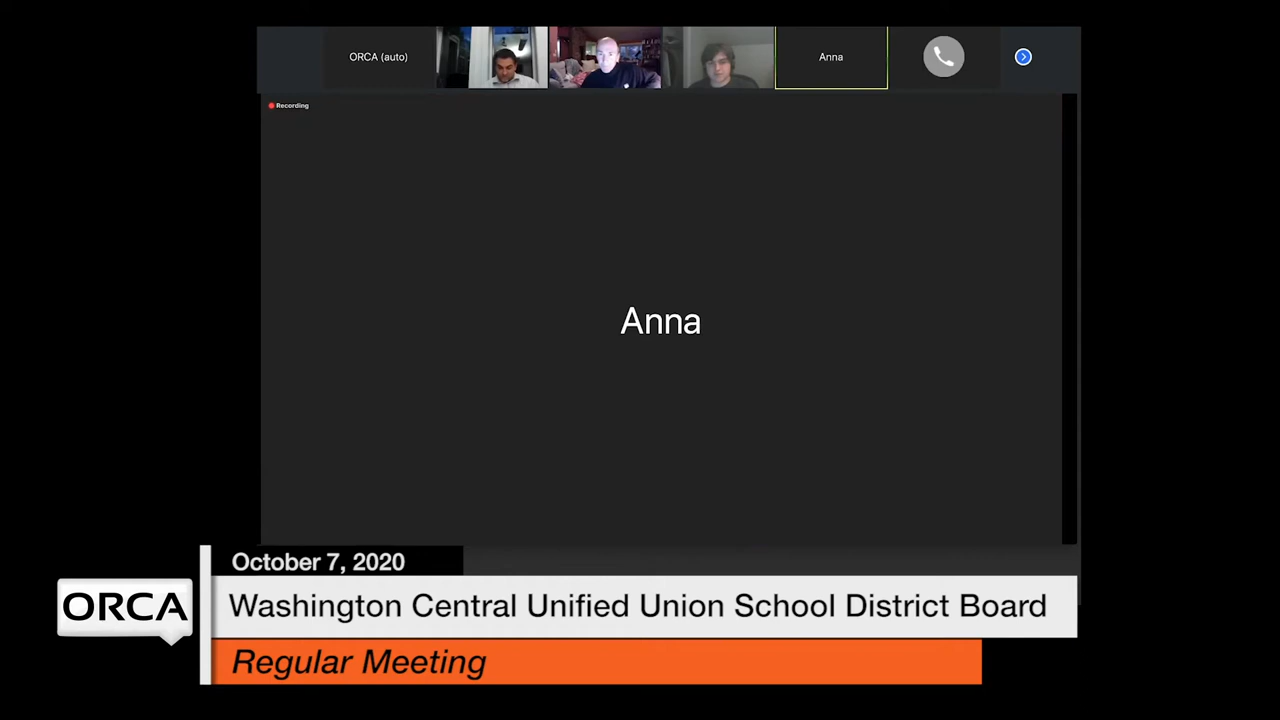 ORCA (auto)
Anna
Recording
Anna
October 7, 2020
ORCA
Washington Central Unified Union School District Board
Regular Meeting